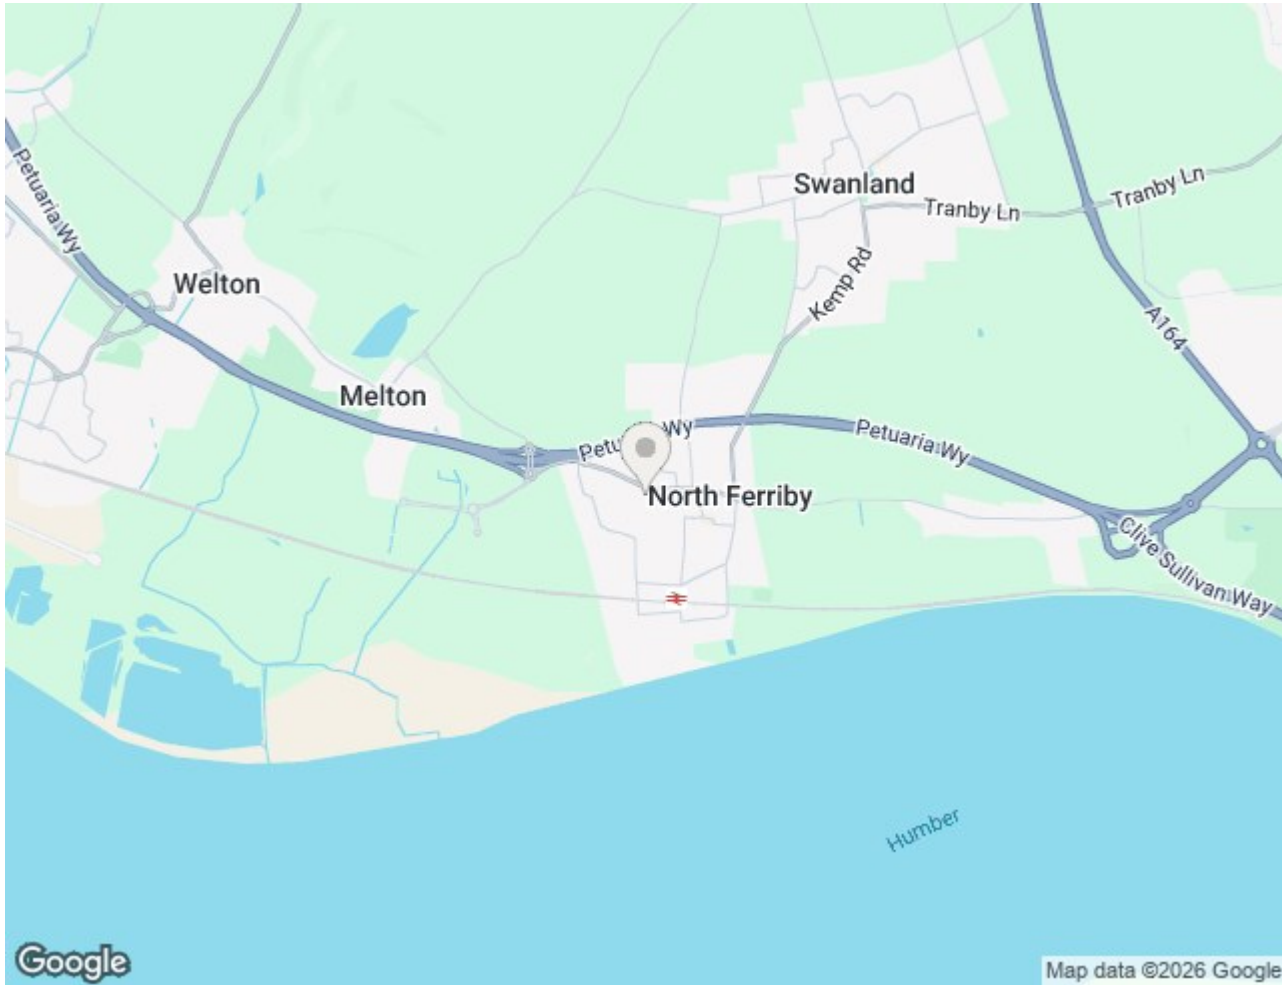 Swanland
Tranby Ln
Tranby Ln
Petuaria Wy
Welton
Kemp Rd
A164
Melton
Petuaria Wy
Petuaria Wy
North Ferriby
Clive Sullivan Way
Humber
Google
Map data ©2026 Google